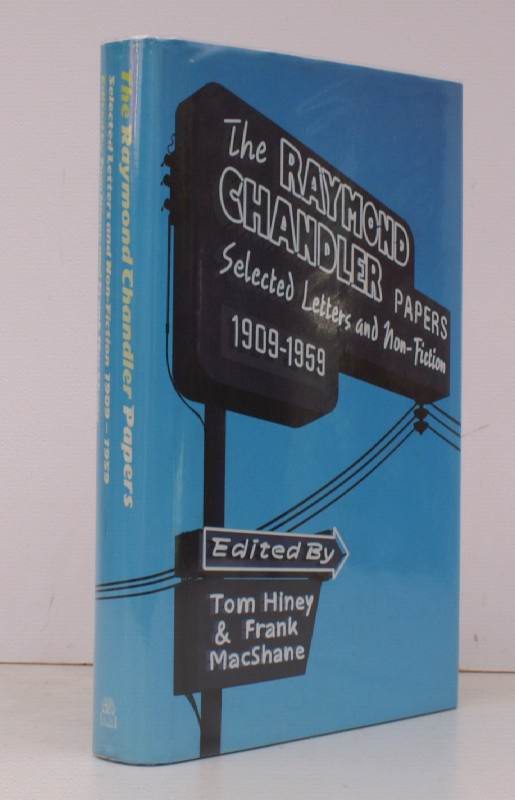 The
RAYMOND
CHANDLER
PAPERS
Selected Letters and Non-Fiction
1909-1959
Edited By
Tom Hiney
& Frank
MacShane
The Raymond Chandler Papers
Selected Letters and Non-Fiction 1909 – 1959